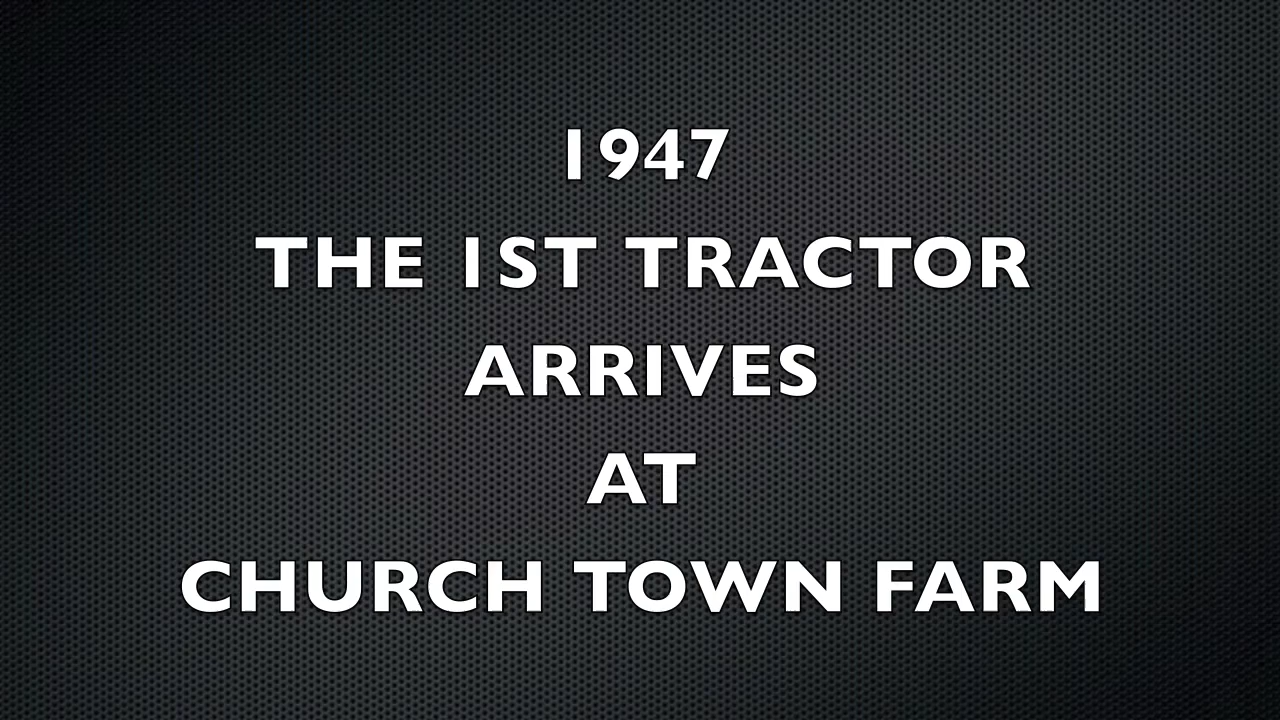 1947
THE 1ST TRACTOR
ARRIVES
AT
CHURCH TOWN FARM